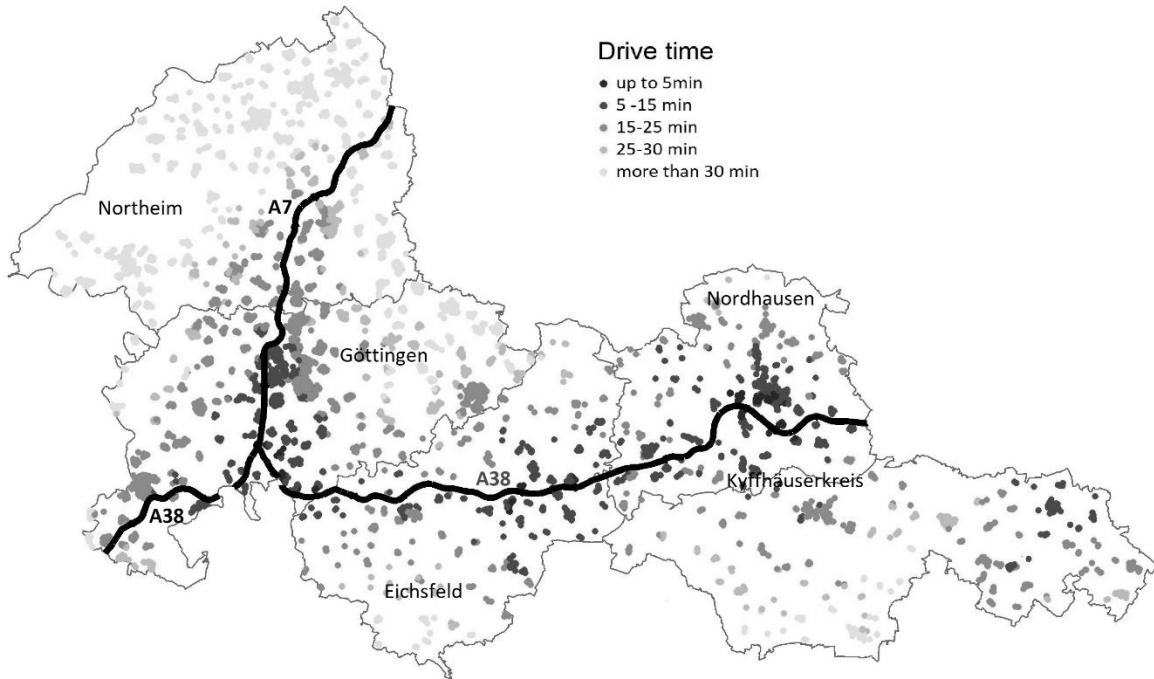 Drive time
up to 5min
5 -15 min
15-25 min
25-30 min
more than 30 min
Northeim
A7
Nordhausen
Göttingen
A38
Kyffhäuserkreis
A38
Eichsfeld